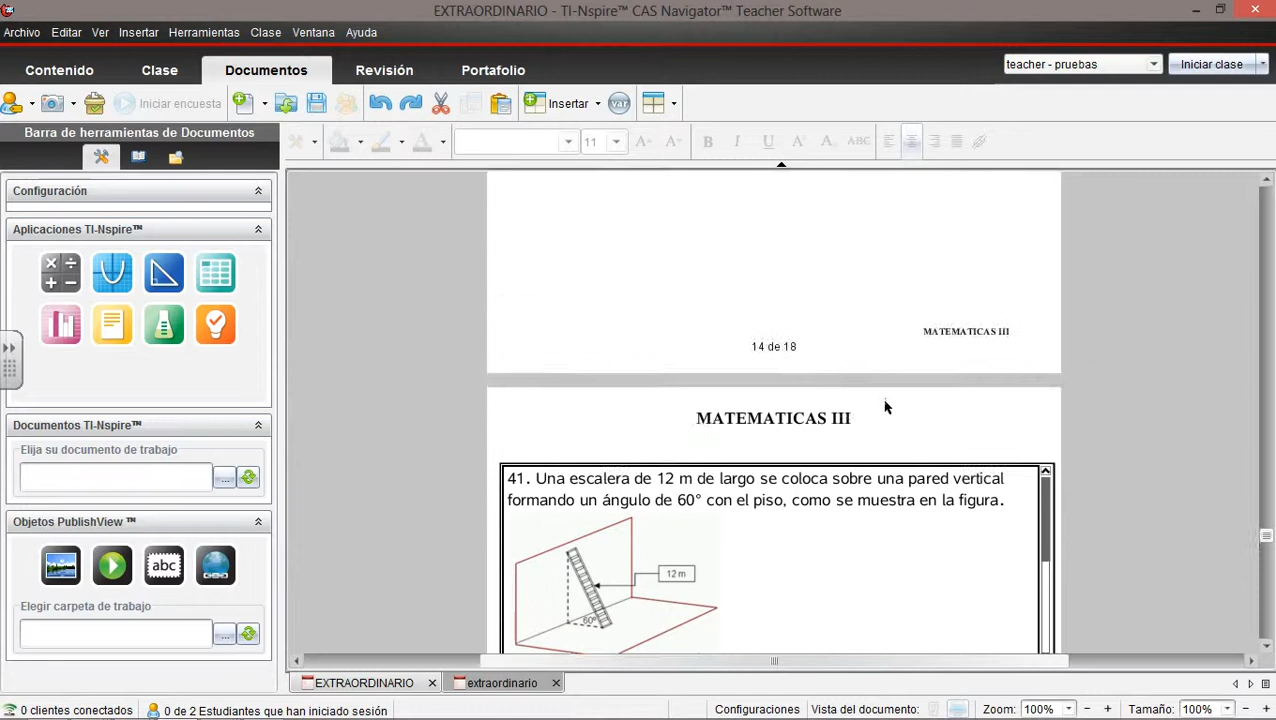 EXTRAORDINARIO - TI-Nspire™ CAS Navigator™ Teacher Software
Archivo Editar Ver Insertar Herramientas Clase Ventana Ayuda
Contenido Clase Documentos Revisión Portafolio
teacher - pruebas
Iniciar clase
Iniciar encuesta
Insertar
var
Barra de herramientas de Documentos
11
B I U A A ABC
Configuración
Aplicaciones TI-Nspire™
Documentos TI-Nspire™
Elija su documento de trabajo
...
Objetos PublishView ™
abc
Elegir carpeta de trabajo
...
MATEMATICAS III
14 de 18
MATEMATICAS III
41. Una escalera de 12 m de largo se coloca sobre una pared vertical
formando un ángulo de 60° con el piso, como se muestra en la figura.
12 m
60°
EXTRAORDINARIO
extraordinario
0 clientes conectados
0 de 2 Estudiantes que han iniciado sesión
Configuraciones
Vista del documento:
Zoom: 100%
Tamaño: 100%